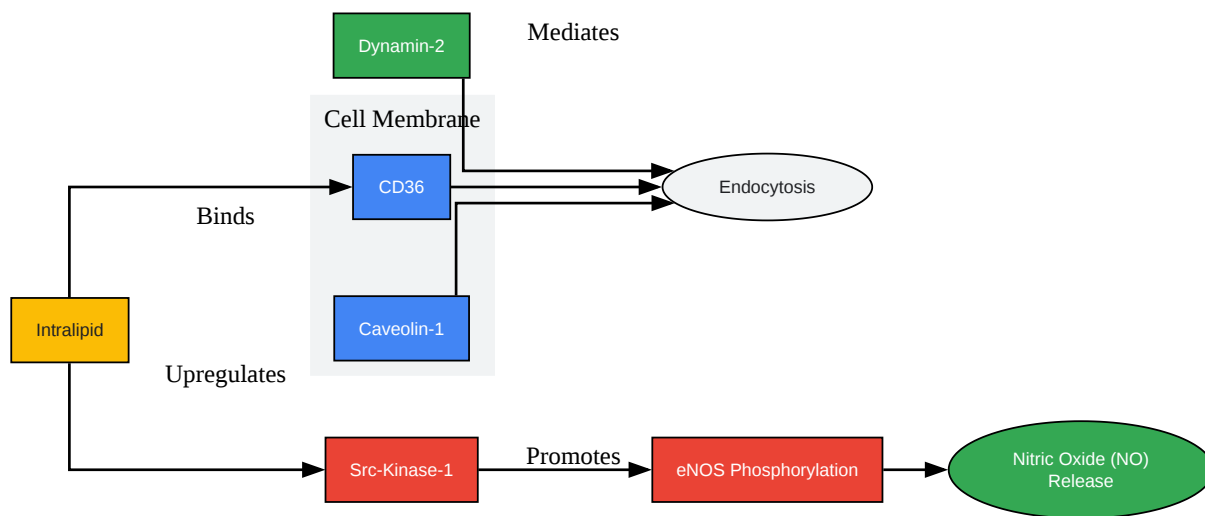 Dynamin-2
Mediates
Cell Membrane
CD36
Endocytosis
Binds
Intralipid
Caveolin-1
Upregulates
Src-Kinase-1
Promotes
eNOS Phosphorylation
Nitric Oxide (NO)
Release